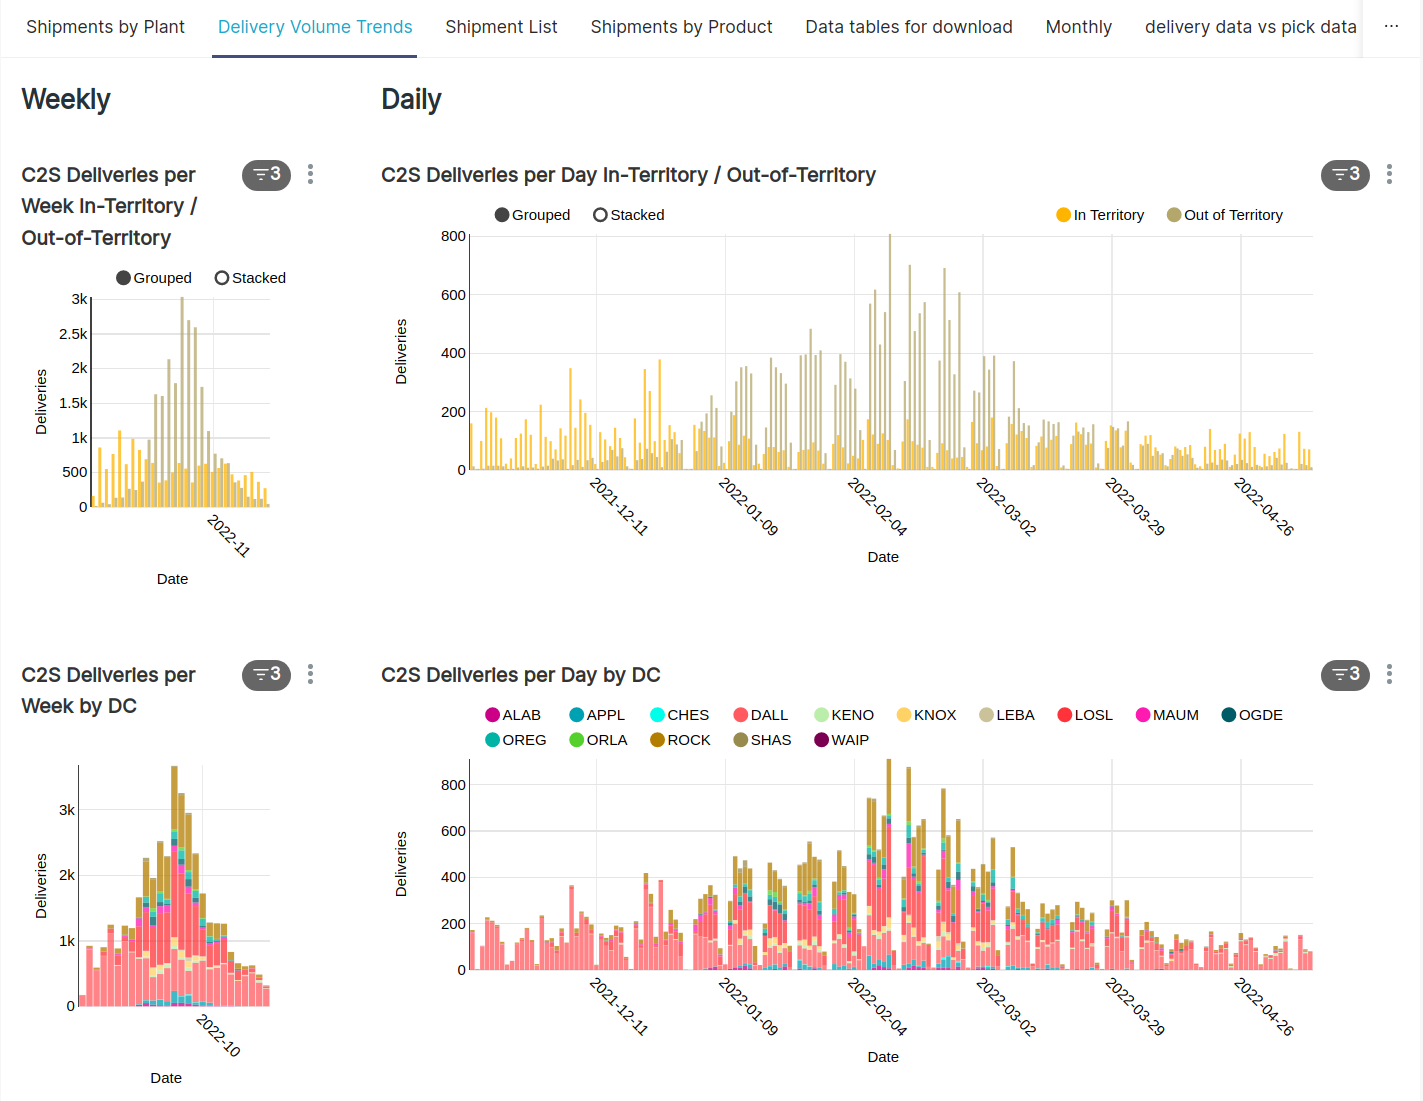 Shipments by Plant
Delivery Volume Trends
Shipment List
Shipments by Product
Data tables for download
Monthly
delivery data vs pick data
...
Weekly
Daily
C2S Deliveries per
Week In-Territory /
Out-of-Territory
3
Grouped
Stacked
3k
2.5k
2k
1.5k
1k
500
0
Deliveries
2022-11
Date
C2S Deliveries per Day In-Territory / Out-of-Territory
3
Grouped
Stacked
In Territory
Out of Territory
800
600
400
200
0
Deliveries
2021-12-11
2022-01-09
2022-02-04
2022-03-02
2022-03-29
2022-04-26
Date
C2S Deliveries per
Week by DC
3
3k
2k
1k
0
Deliveries
2022-10
Date
C2S Deliveries per Day by DC
3
ALAB
APPL
CHES
DALL
KENO
KNOX
LEBA
LOSL
MAUM
OGDE
OREG
ORLA
ROCK
SHAS
WAIP
800
600
400
200
0
Deliveries
2021-12-11
2022-01-09
2022-02-04
2022-03-02
2022-03-29
2022-04-26
Date